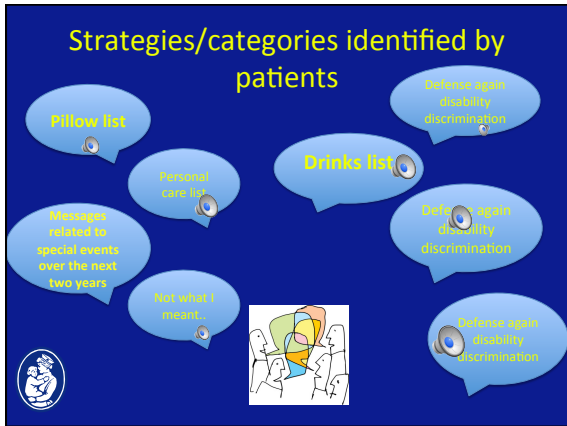 Strategies/categories identified by
patients
Pillow list
Personal
care list
Messages
related to
special events
over the next
two years
Not what I
meant..
Drinks list
Defense again
disability
discrimination
Defense again
disability
discrimination
Defense again
disability
discrimination